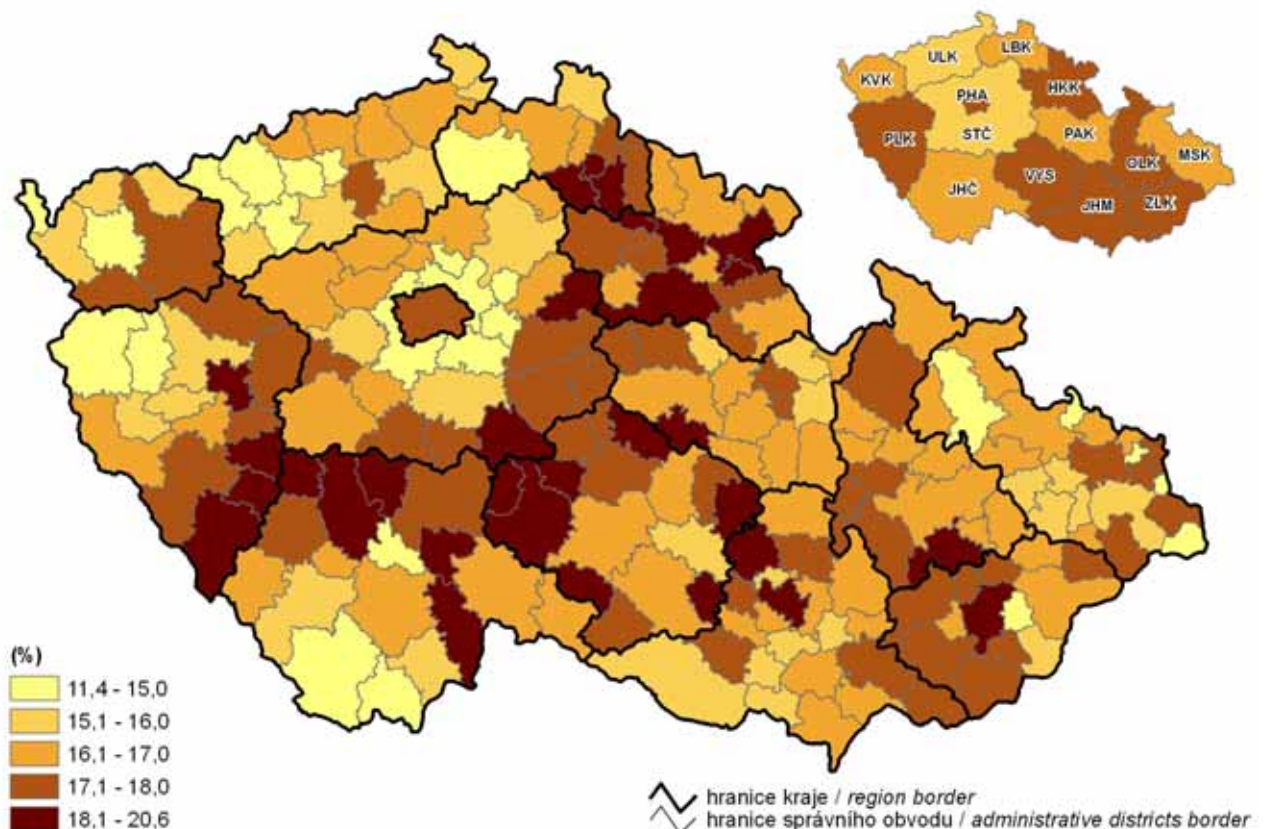 ULK
LBK
KVK
HKK
PHA
PLK
STČ
PAK
MSK
OLK
VYS
JHČ
JHM
ZLK
(%)
11,4 - 15,0
15,1 - 16,0
16,1 - 17,0
17,1 - 18,0
18,1 - 20,6
hranice kraje / region border
hranice správního obvodu / administrative districts border